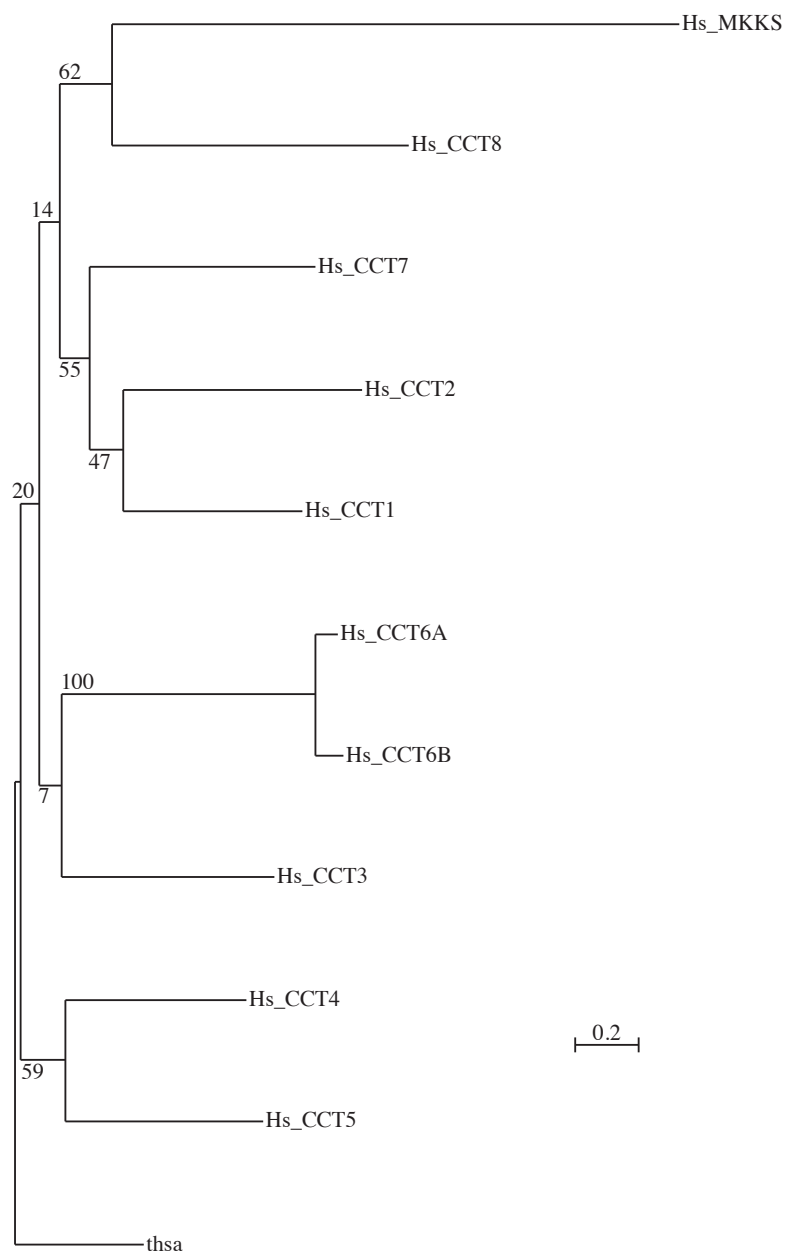 Hs_MKKS
62
Hs_CCT8
14
Hs_CCT7
55
Hs_CCT2
47
20
Hs_CCT1
Hs_CCT6A
100
Hs_CCT6B
7
Hs_CCT3
Hs_CCT4
0.2
59
Hs_CCT5
thsa